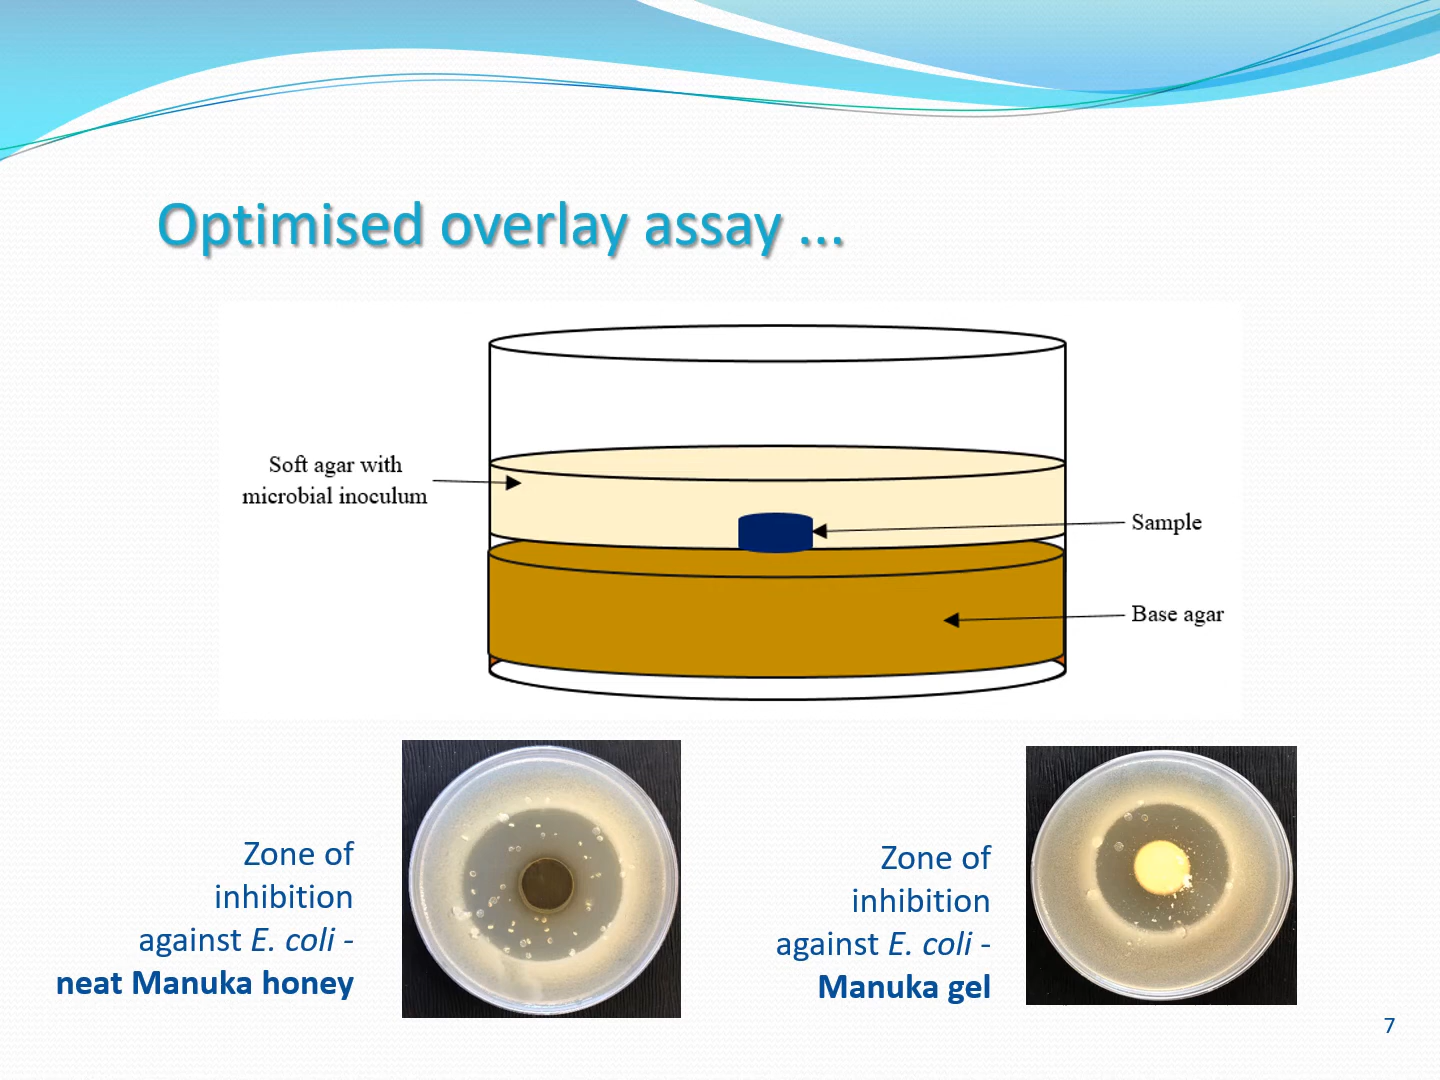 Optimised overlay assay ...
Soft agar with
microbial inoculum
Sample
Base agar
Zone of
inhibition
against E. coli -
neat Manuka honey
Zone of
inhibition
against E. coli -
Manuka gel
7